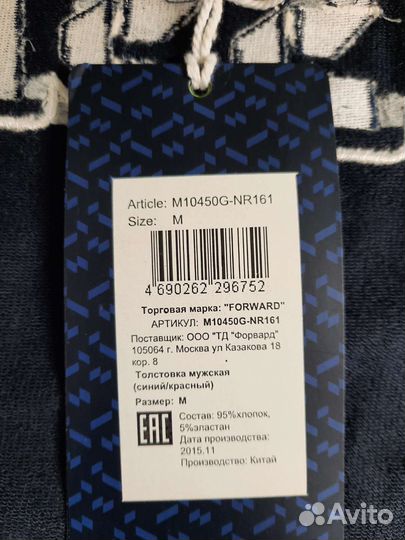 Article: M10450G-NR161
Size: M
4 690262 296752
Торговая марка: "FORWARD"
АРТИКУЛ: M10450G-NR161
Поставщик: ООО "ТД "Форвард"
105064 г. Москва ул Казакова 18
кор. 8
Толстовка мужская
(синий/красный)
Размер: M
EAC
Состав: 95%хлопок,
5%эластан
Дата производства:
2015.11
Производство: Китай
Avito